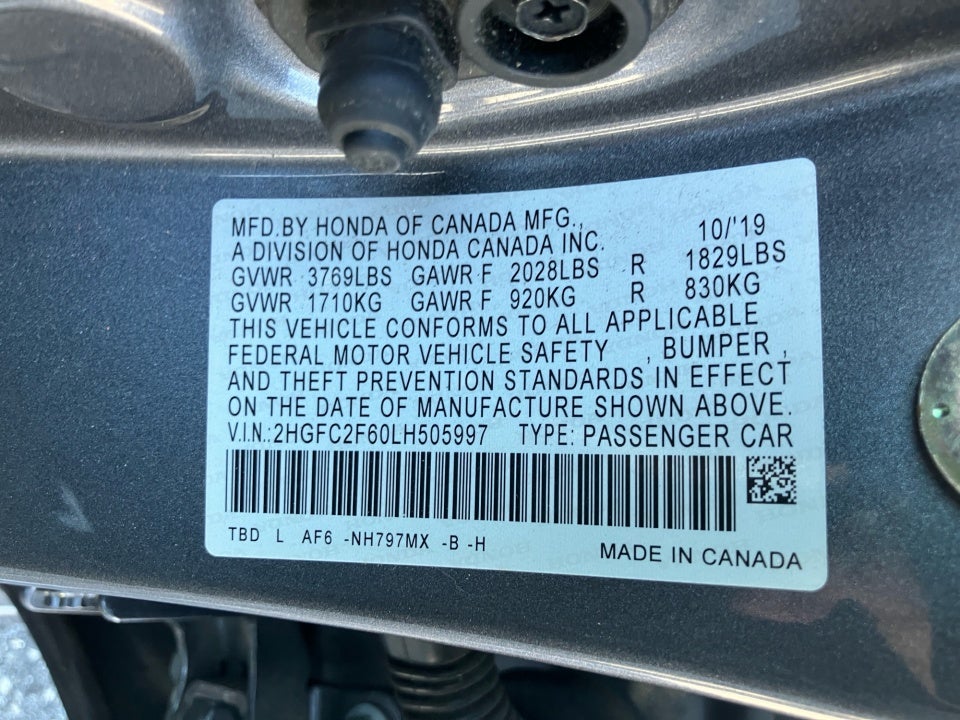 MFD.BY HONDA OF CANADA MFG., 10/'19
A DIVISION OF HONDA CANADA INC.
GVWR 3769LBS GAWR F 2028LBS R 1829LBS
GVWR 1710KG GAWR F 920KG R 830KG
THIS VEHICLE CONFORMS TO ALL APPLICABLE
FEDERAL MOTOR VEHICLE SAFETY , BUMPER ,
AND THEFT PREVENTION STANDARDS IN EFFECT
ON THE DATE OF MANUFACTURE SHOWN ABOVE.
V.I.N.:2HGFC2F60LH505997 TYPE: PASSENGER CAR
TBD L AF6 -NH797MX -B -H
MADE IN CANADA